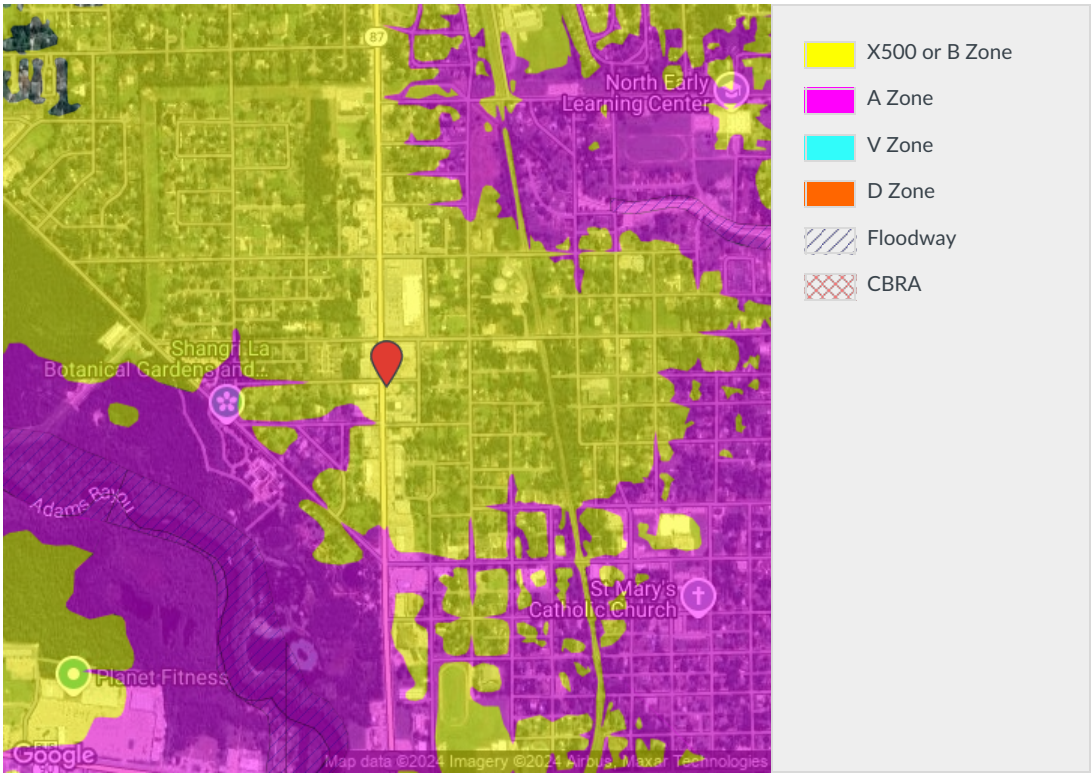 87
North Early
Learning Center
Shangri La
Botanical Gardens and...
Adams Bayou
St Mary's
Catholic Church
Planet Fitness
Google
Map data ©2024 Imagery ©2024 Airbus, Maxar Technologies
X500 or B Zone
A Zone
V Zone
D Zone
Floodway
CBRA